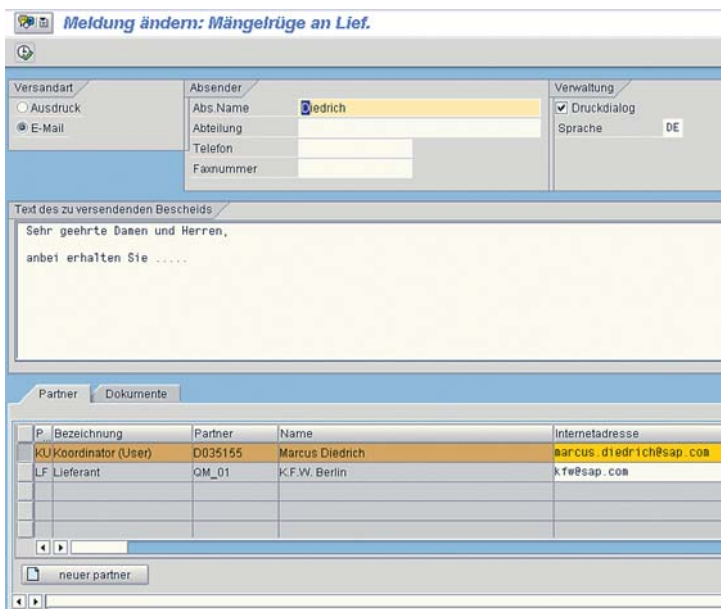 Meldung ändern: Mängelrüge an Lief.
Versandart
Ausdruck
E-Mail
Absender
Abs.Name Diedrich
Abteilung
Telefon
Faxnummer
Verwaltung
Druckdialog
Sprache DE
Text des zu versendenden Bescheids
Sehr geehrte Damen und Herren,
anbei erhalten Sie .....
Partner Dokumente
P.. Bezeichnung Partner Name Internetadresse
KU Koordinator (User) D035155 Marcus Diedrich marcus.diedrich@sap.com
LF Lieferant QM_01 K.F.W. Berlin kfw@sap.com
neuer partner